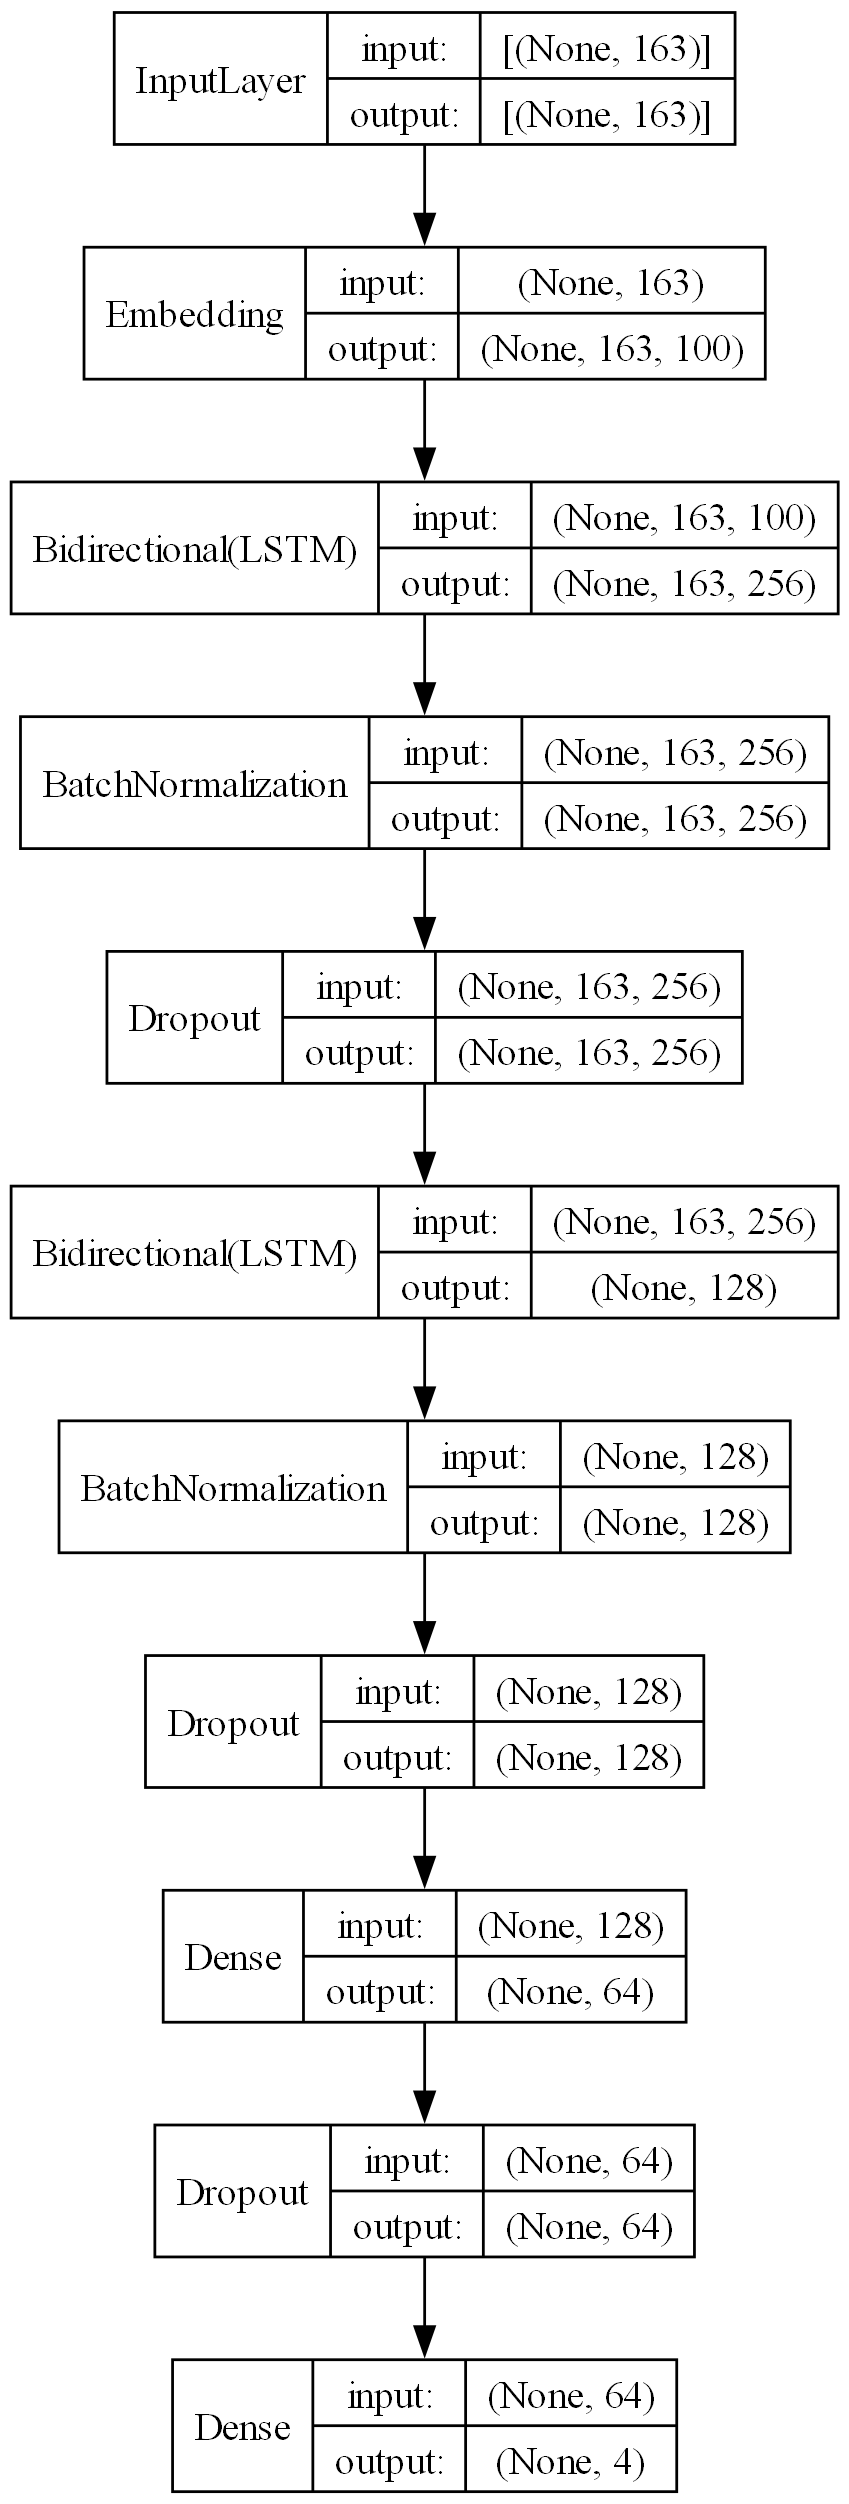 InputLayer
input:
[(None, 163)]
output:
[(None, 163)]
Embedding
input:
(None, 163)
output:
(None, 163, 100)
Bidirectional(LSTM)
input:
(None, 163, 100)
output:
(None, 163, 256)
BatchNormalization
input:
(None, 163, 256)
output:
(None, 163, 256)
Dropout
input:
(None, 163, 256)
output:
(None, 163, 256)
Bidirectional(LSTM)
input:
(None, 163, 256)
output:
(None, 128)
BatchNormalization
input:
(None, 128)
output:
(None, 128)
Dropout
input:
(None, 128)
output:
(None, 128)
Dense
input:
(None, 128)
output:
(None, 64)
Dropout
input:
(None, 64)
output:
(None, 64)
Dense
input:
(None, 64)
output:
(None, 4)